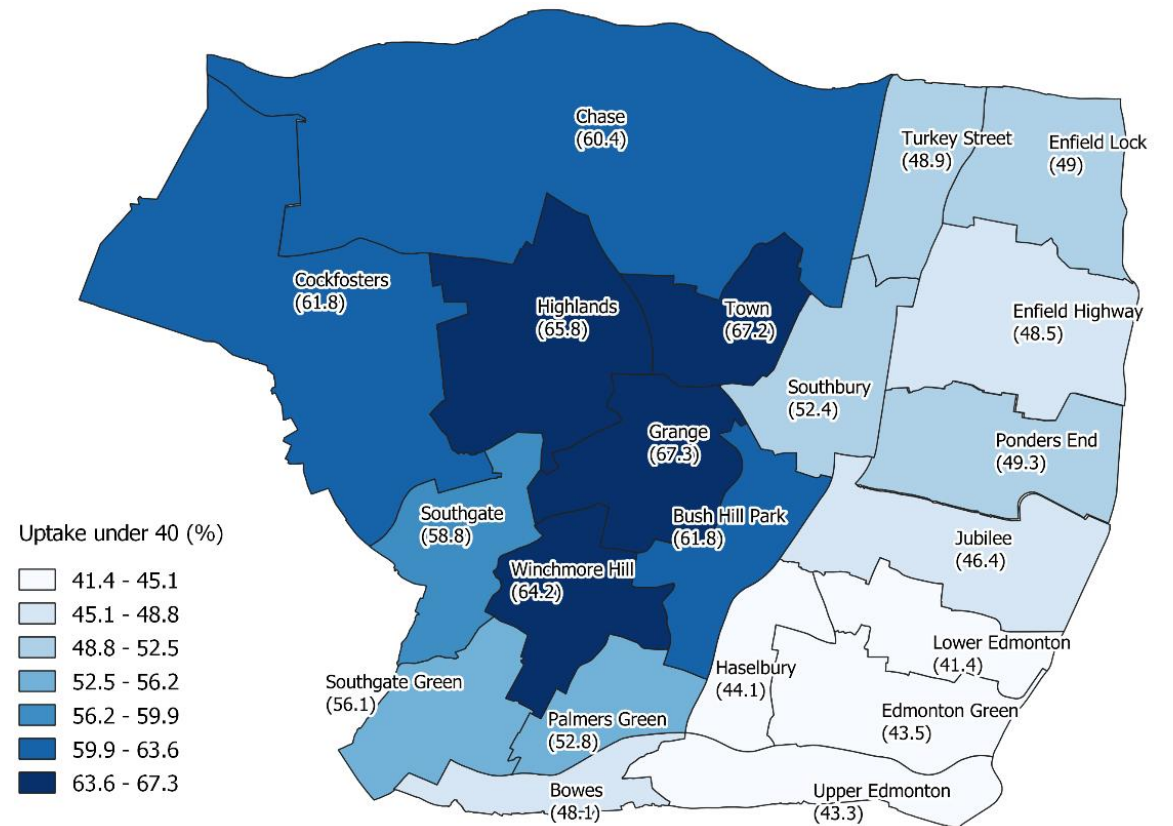 Chase
(60.4)
Turkey Street
(48.9)
Enfield Lock
(49)
Cockfosters
(61.8)
Highlands
(65.8)
Town
(67.2)
Enfield Highway
(48.5)
Southbury
(52.4)
Grange
(67.3)
Ponders End
(49.3)
Southgate
(58.8)
Bush Hill Park
(61.8)
Jubilee
(46.4)
Winchmore Hill
(64.2)
Lower Edmonton
(41.4)
Haselbury
(44.1)
Southgate Green
(56.1)
Palmers Green
(52.8)
Edmonton Green
(43.5)
Bowes
(48.1)
Upper Edmonton
(43.3)
Uptake under 40 (%)
41.4 - 45.1
45.1 - 48.8
48.8 - 52.5
52.5 - 56.2
56.2 - 59.9
59.9 - 63.6
63.6 - 67.3